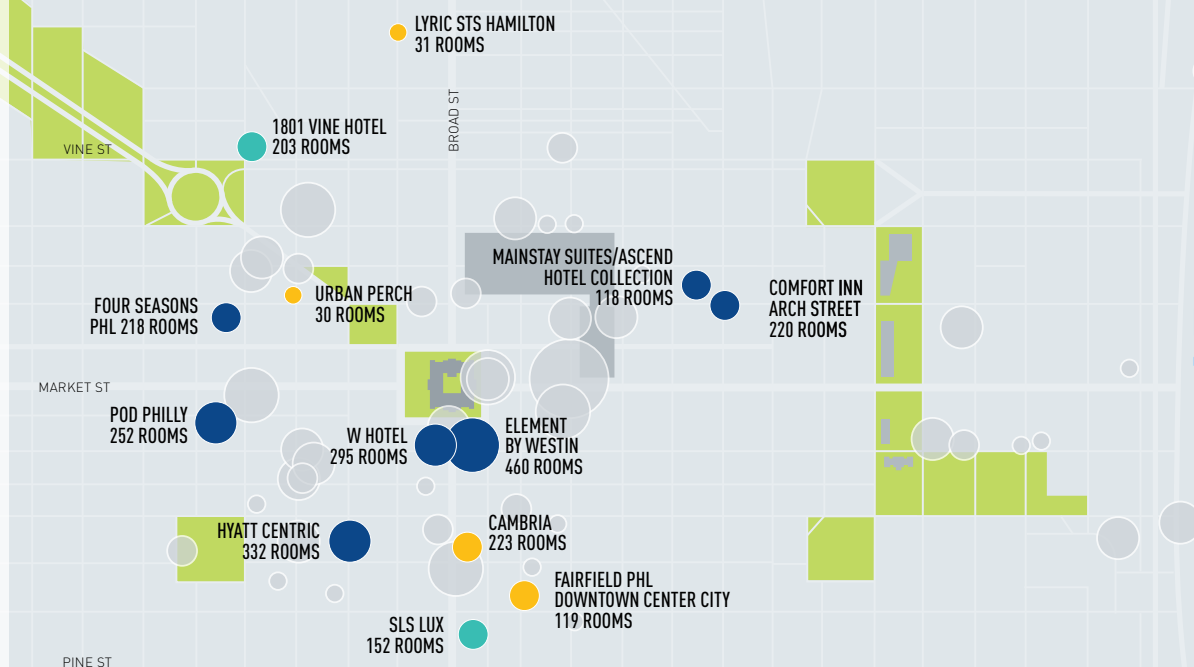 LYRIC STS HAMILTON
31 ROOMS
BROAD ST
1801 VINE HOTEL
203 ROOMS
VINE ST
MAINSTAY SUITES/ASCEND
HOTEL COLLECTION
118 ROOMS
COMFORT INN
ARCH STREET
220 ROOMS
URBAN PERCH
30 ROOMS
FOUR SEASONS
PHL 218 ROOMS
MARKET ST
POD PHILLY
252 ROOMS
W HOTEL
295 ROOMS
ELEMENT
BY WESTIN
460 ROOMS
HYATT CENTRIC
332 ROOMS
CAMBRIA
223 ROOMS
FAIRFIELD PHL
DOWNTOWN CENTER CITY
119 ROOMS
SLS LUX
152 ROOMS
PINE ST